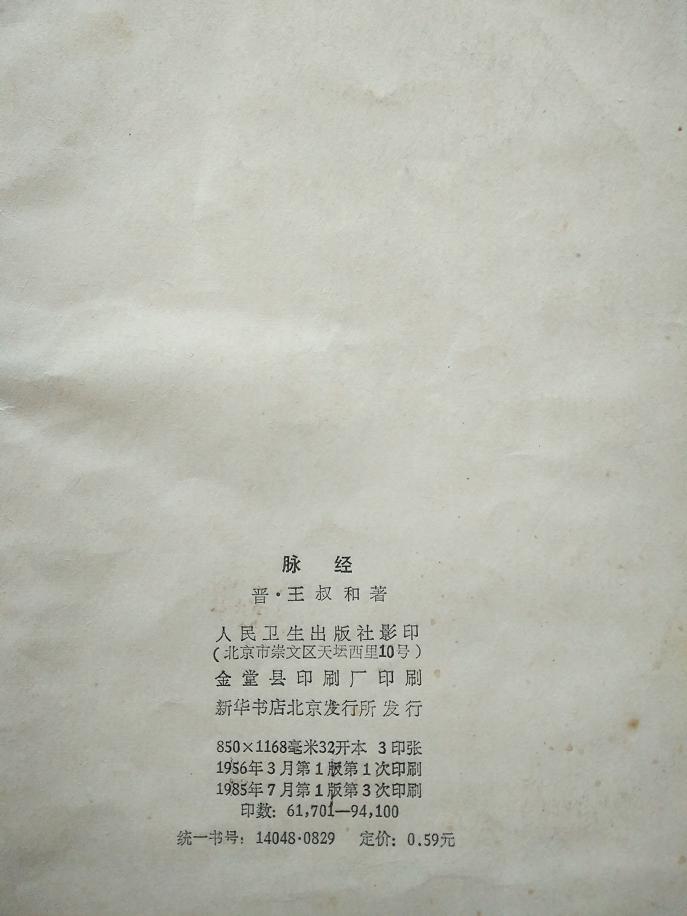 脉 经
晋·王叔和著
人民卫生出版社影印
(北京市崇文区天坛西里10号)
金堂县印刷厂印刷
新华书店北京发行所发行
850×1168毫米32开本 3印张
1956年3月第1版第1次印刷
1985年7月第1版第3次印刷
印数：61,701—94,100
统一书号：14048·0829 定价：0.59元